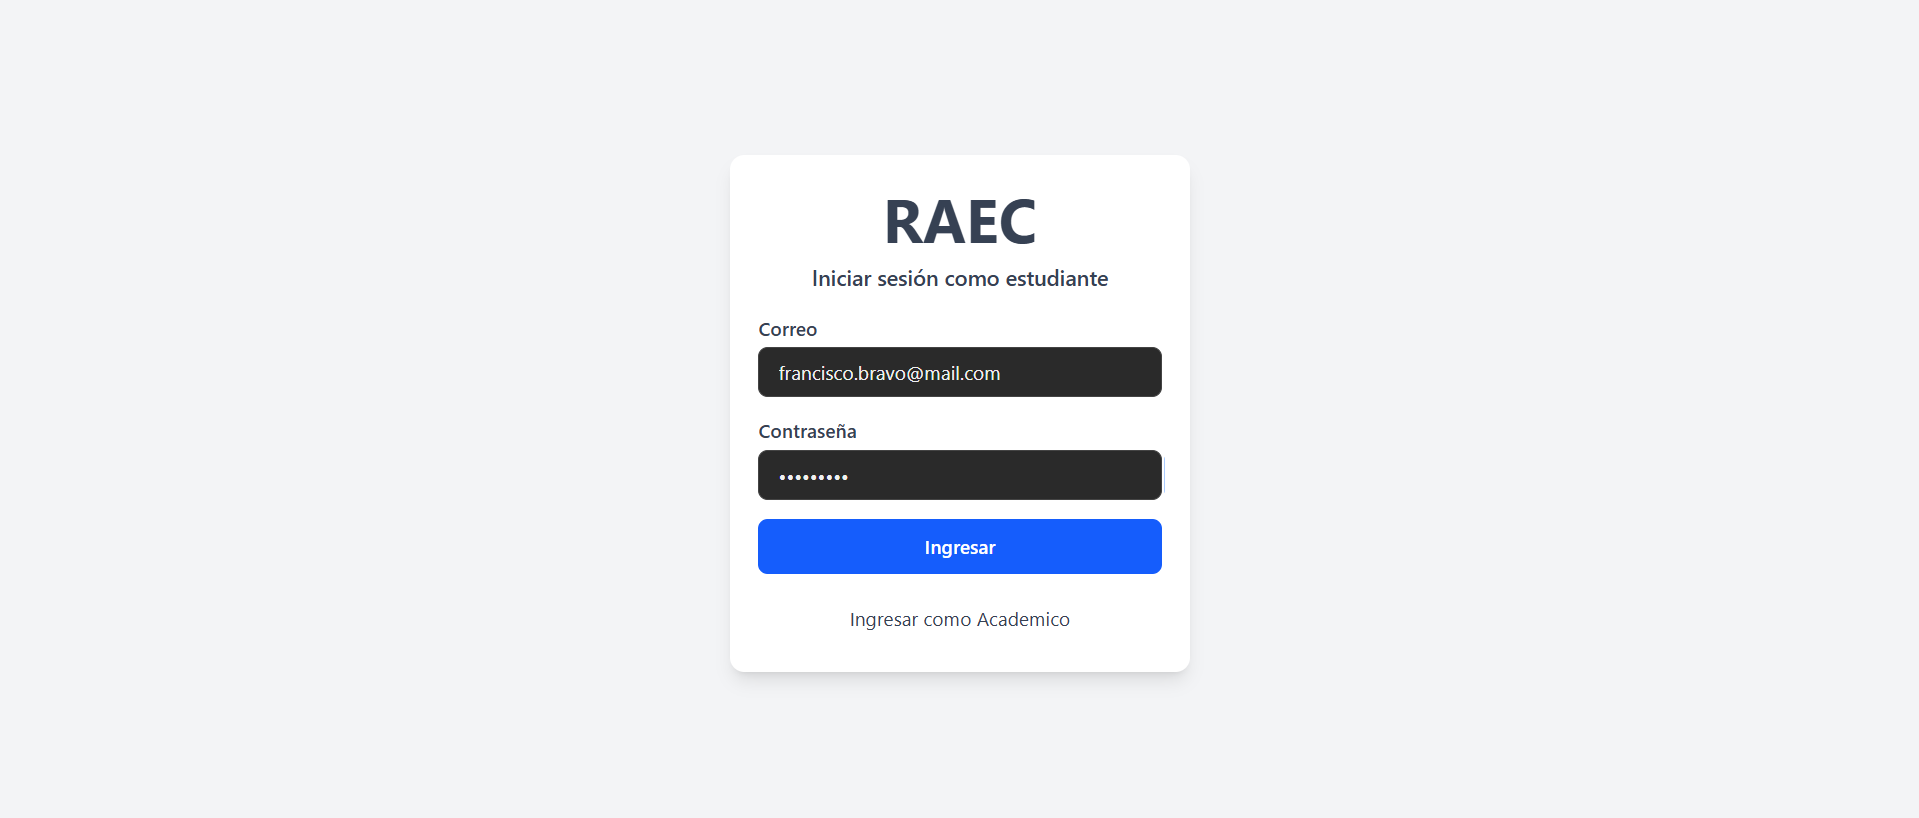 RAEC
Iniciar sesión como estudiante
Correo
francisco.bravo@mail.com
Contraseña
•••••••••
Ingresar
Ingresar como Academico